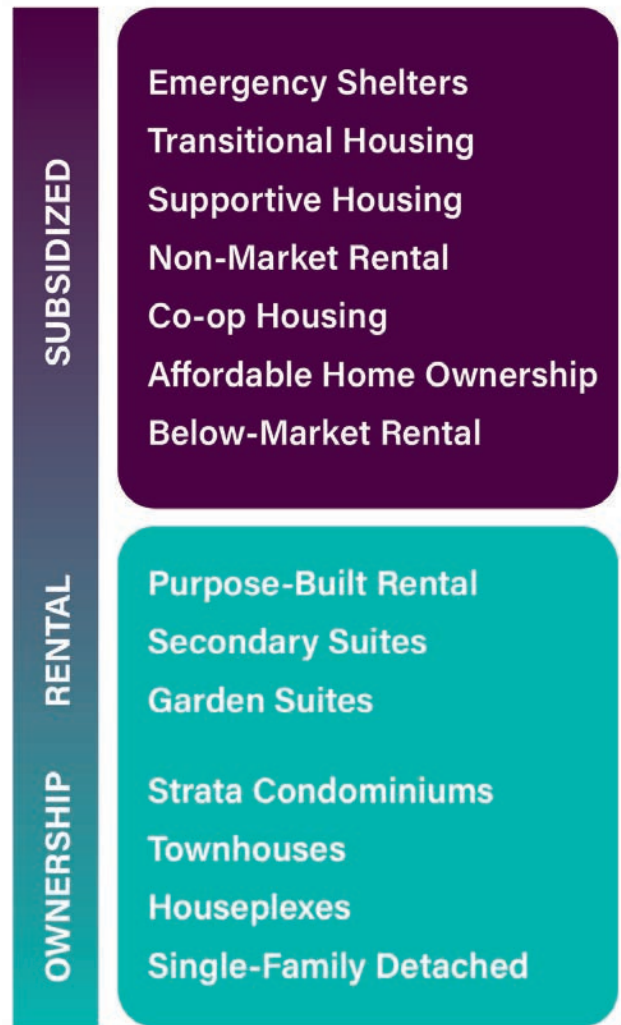 SUBSIDIZED
Emergency Shelters
Transitional Housing
Supportive Housing
Non-Market Rental
Co-op Housing
Affordable Home Ownership
Below-Market Rental
RENTAL
Purpose-Built Rental
Secondary Suites
Garden Suites
OWNERSHIP
Strata Condominiums
Townhouses
Houseplexes
Single-Family Detached